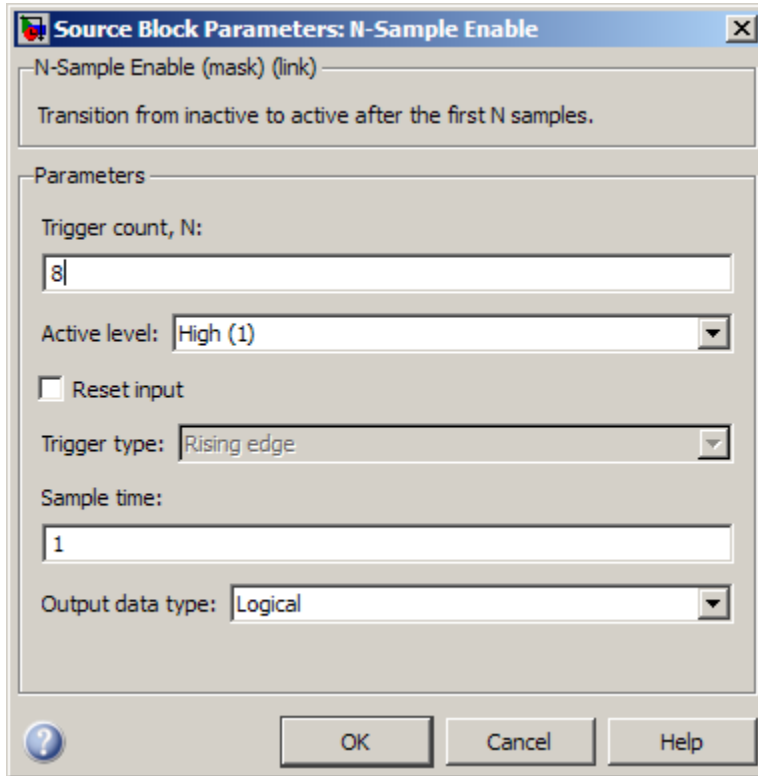 Source Block Parameters: N-Sample Enable
N-Sample Enable (mask) (link)
Transition from inactive to active after the first N samples.
Parameters
Trigger count, N:
8
Active level: High (1)
Reset input
Trigger type: Rising edge
Sample time:
1
Output data type: Logical
? OK Cancel Help